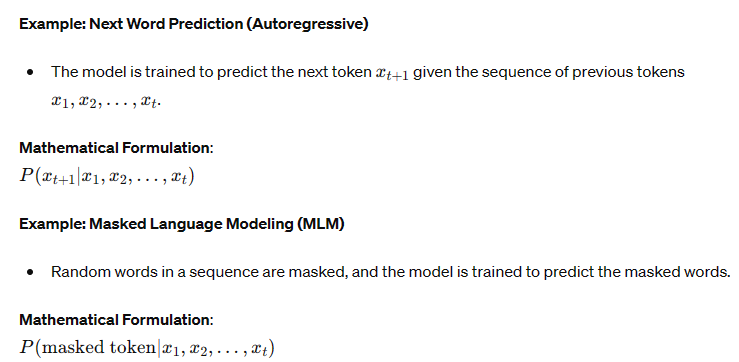 Example: Next Word Prediction (Autoregressive)
• The model is trained to predict the next token $x_{t+1}$ given the sequence of previous tokens
$x_1, x_2, \ldots, x_t$.
Mathematical Formulation:
$P(x_{t+1}|x_1, x_2, \ldots, x_t)$
Example: Masked Language Modeling (MLM)
• Random words in a sequence are masked, and the model is trained to predict the masked words.
Mathematical Formulation:
$P(\text{masked token}|x_1, x_2, \ldots, x_t)$